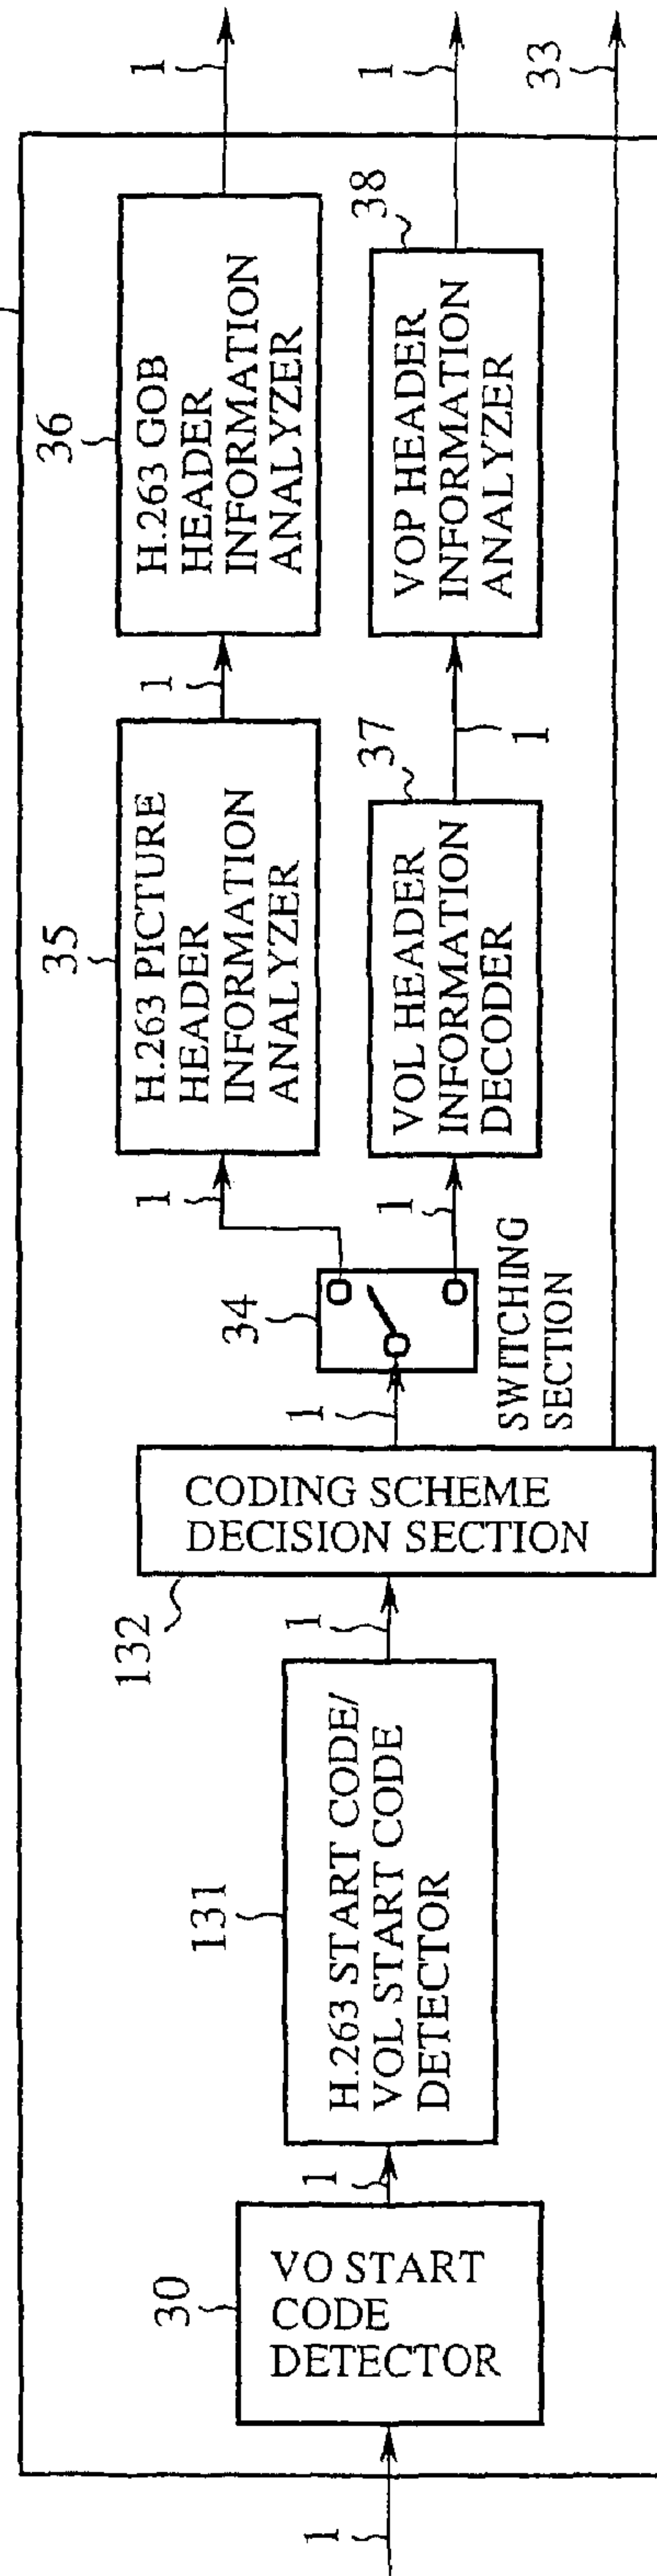 1
30
VO START
CODE
DETECTOR
1
131
H.263 START CODE/
VOL START CODE
DETECTOR
1
132
CODING SCHEME
DECISION SECTION
1
34
SWITCHING
SECTION
1
35
H.263 PICTURE
HEADER
INFORMATION
ANALYZER
1
36
H.263 GOB
HEADER
INFORMATION
ANALYZER
1
1
37
VOL HEADER
INFORMATION
DECODER
1
38
VOP HEADER
INFORMATION
ANALYZER
1
33